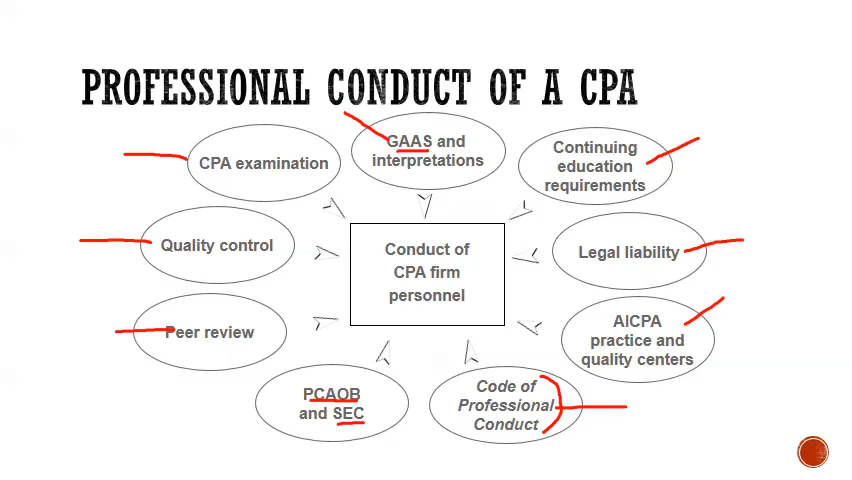 PROFESSIONAL CONDUCT OF A CPA
GAAS and
interpretations
CPA examination
Continuing
education
requirements
Quality control
Conduct of
CPA firm
personnel
Legal liability
Peer review
AICPA
practice and
quality centers
PCAOB
and SEC
Code of
Professional
Conduct